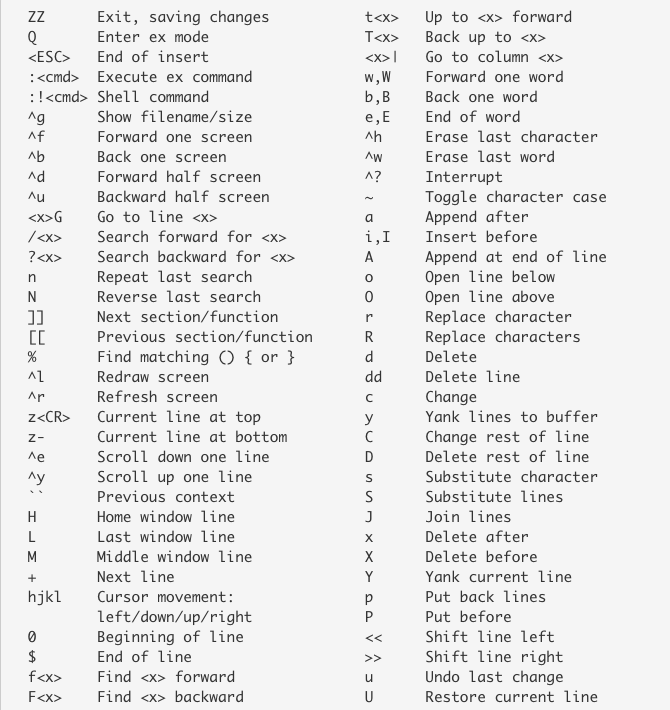 ZZ Exit, saving changes
Q Enter ex mode
<ESC> End of insert
:<cmd> Execute ex command
:!<cmd> Shell command
^g Show filename/size
^f Forward one screen
^b Back one screen
^d Forward half screen
^u Backward half screen
<x>G Go to line <x>
/<x> Search forward for <x>
?<x> Search backward for <x>
n Repeat last search
N Reverse last search
]] Next section/function
[[ Previous section/function
% Find matching () { or }
^l Redraw screen
^r Refresh screen
z<CR> Current line at top
z- Current line at bottom
^e Scroll down one line
^y Scroll up one line
`` Previous context
H Home window line
L Last window line
M Middle window line
+ Next line
hjkl Cursor movement:
left/down/up/right
0 Beginning of line
$ End of line
f<x> Find <x> forward
F<x> Find <x> backward
t<x> Up to <x> forward
T<x> Back up to <x>
<x>| Go to column <x>
w,W Forward one word
b,B Back one word
e,E End of word
^h Erase last character
^w Erase last word
^? Interrupt
~ Toggle character case
a Append after
i,I Insert before
A Append at end of line
o Open line below
O Open line above
r Replace character
R Replace characters
d Delete
dd Delete line
c Change
y Yank lines to buffer
C Change rest of line
D Delete rest of line
s Substitute character
S Substitute lines
J Join lines
x Delete after
X Delete before
Y Yank current line
p Put back lines
P Put before
<< Shift line left
>> Shift line right
u Undo last change
U Restore current line